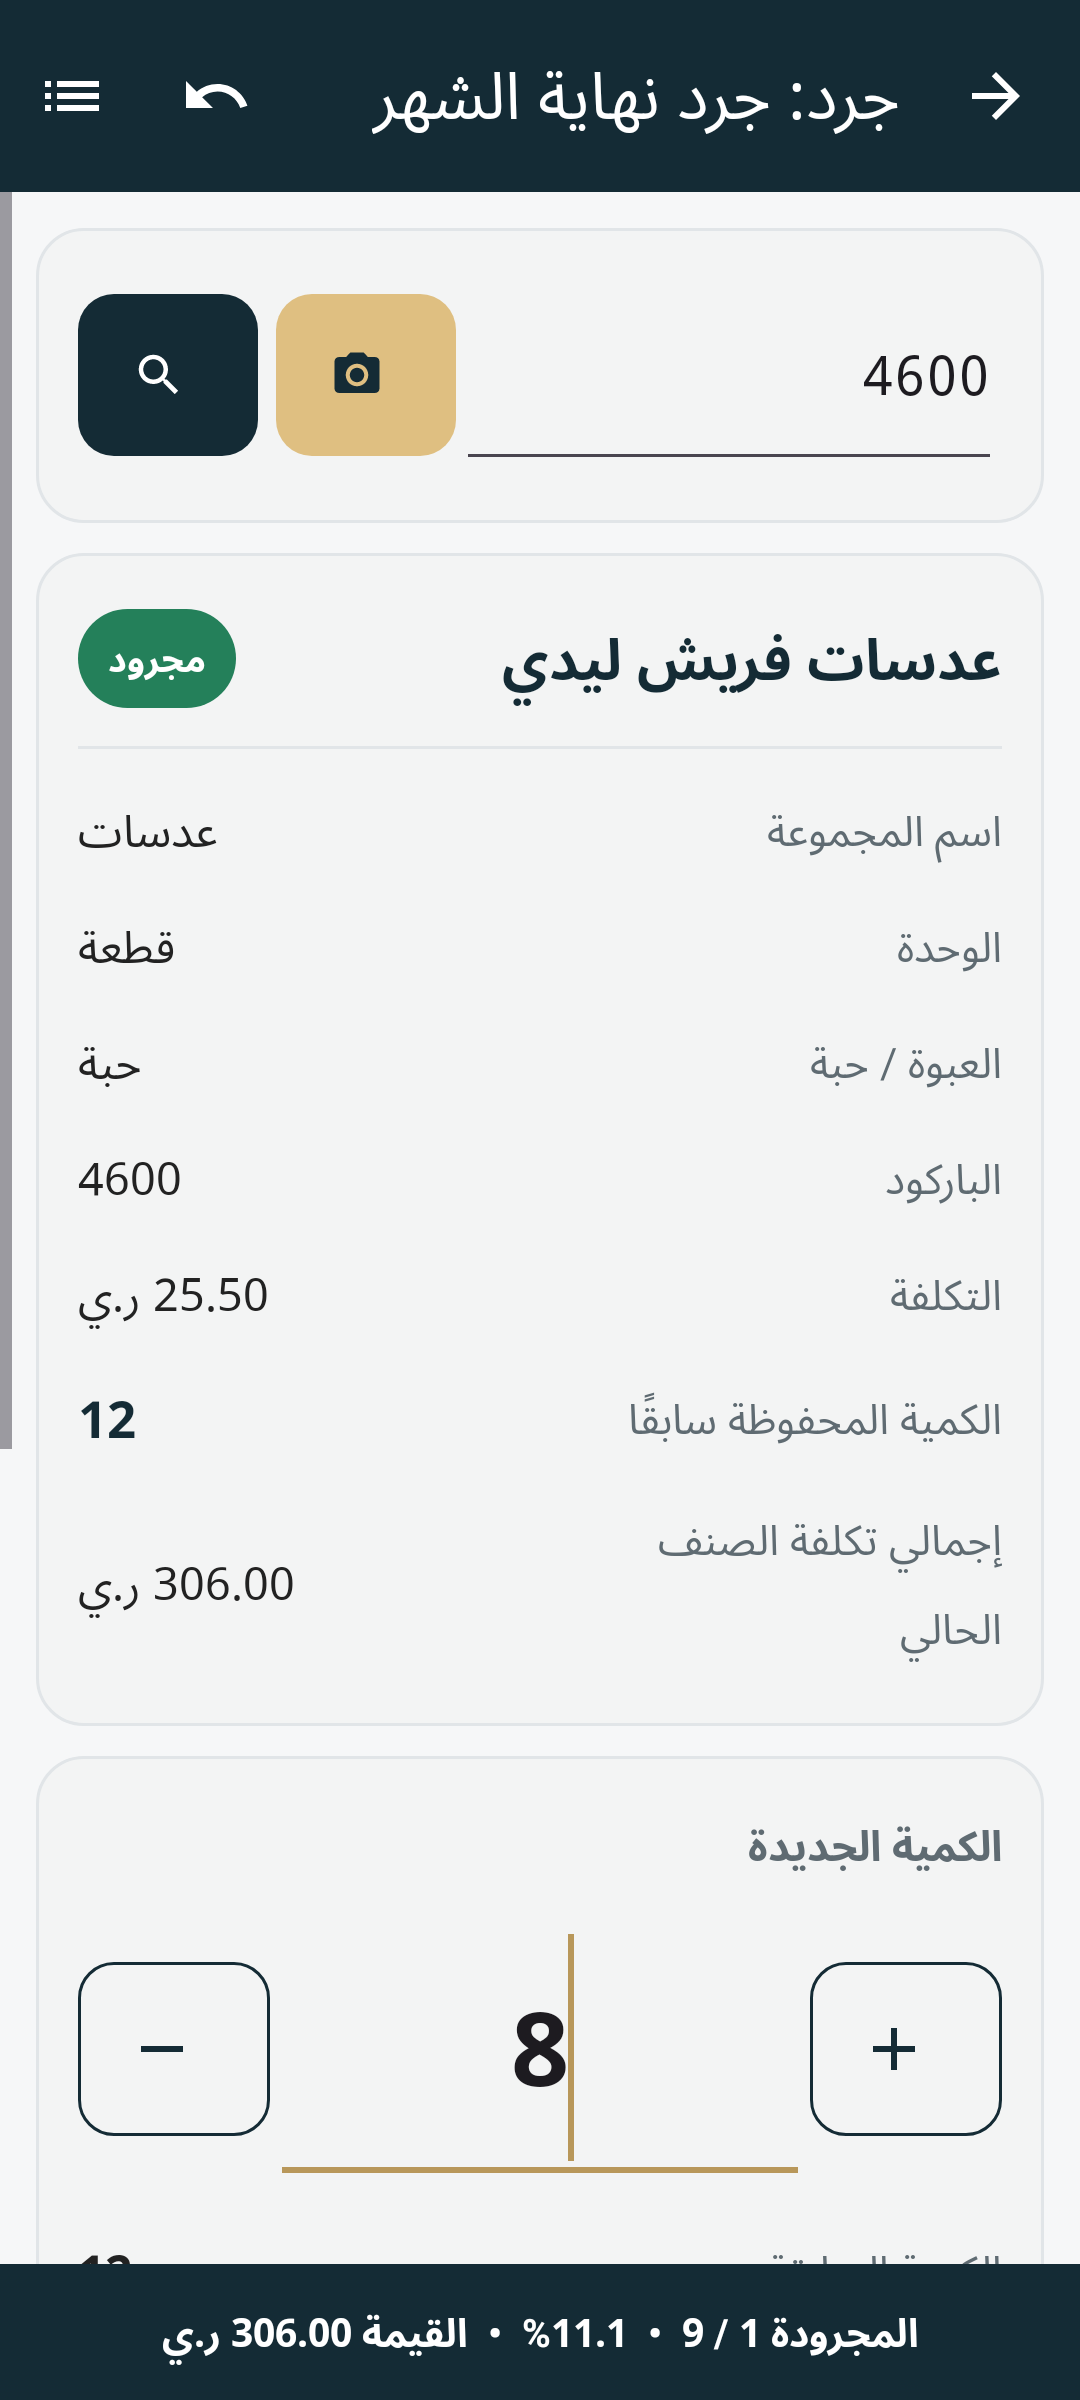 جرد: جرد نهاية الشهر
4600
عدسات فريش ليدي
مجرود
اسم المجموعة عدسات
الوحدة قطعة
العبوة / حبة حبة
الباركود 4600
التكلفة 25.50 ر.ي
الكمية المحفوظة سابقًا 12
إجمالي تكلفة الصنف
الحالي
306.00 ر.ي
الكمية الجديدة
8
المجرودة 1 / 9 • 11.1% • القيمة 306.00 ر.ي